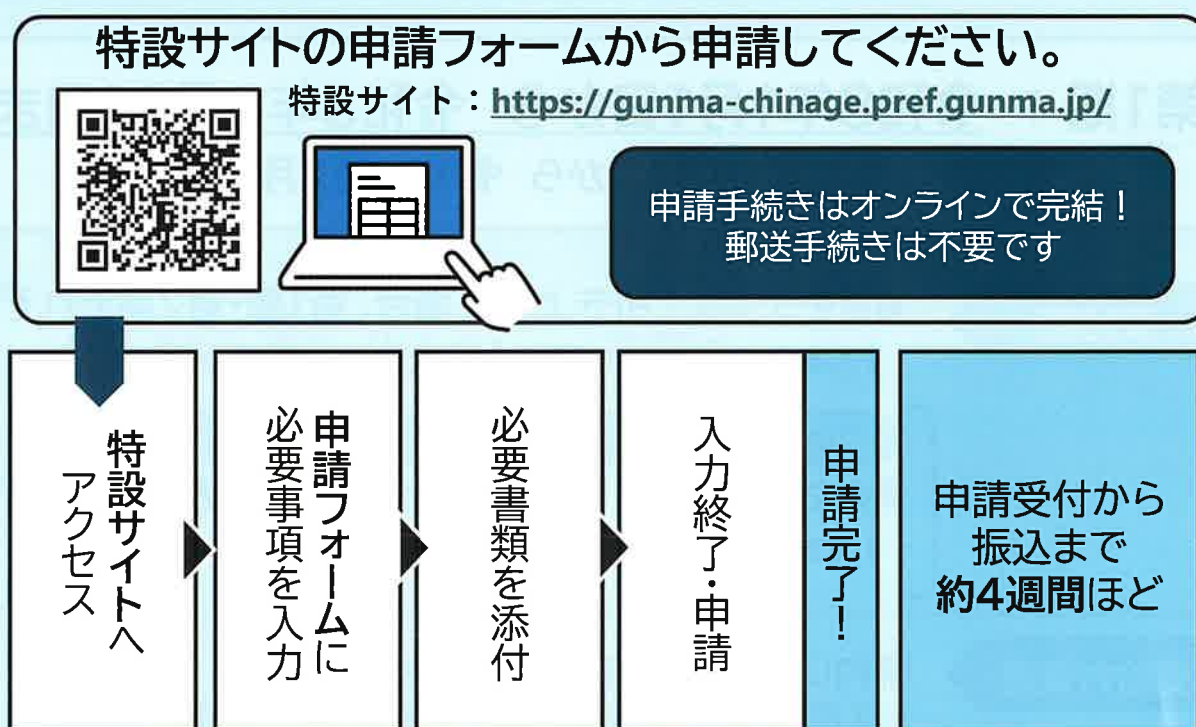 特設サイトの申請フォームから申請してください。
特設サイト：https://gunma-chinage.pref.gunma.jp/
申請手続きはオンラインで完結！
郵送手続きは不要です
特設サイトへ
アクセス
申請フォームに
必要事項を入力
必要書類を添付
入力終了・申請
申請完了！
申請受付から
振込まで
約4週間ほど